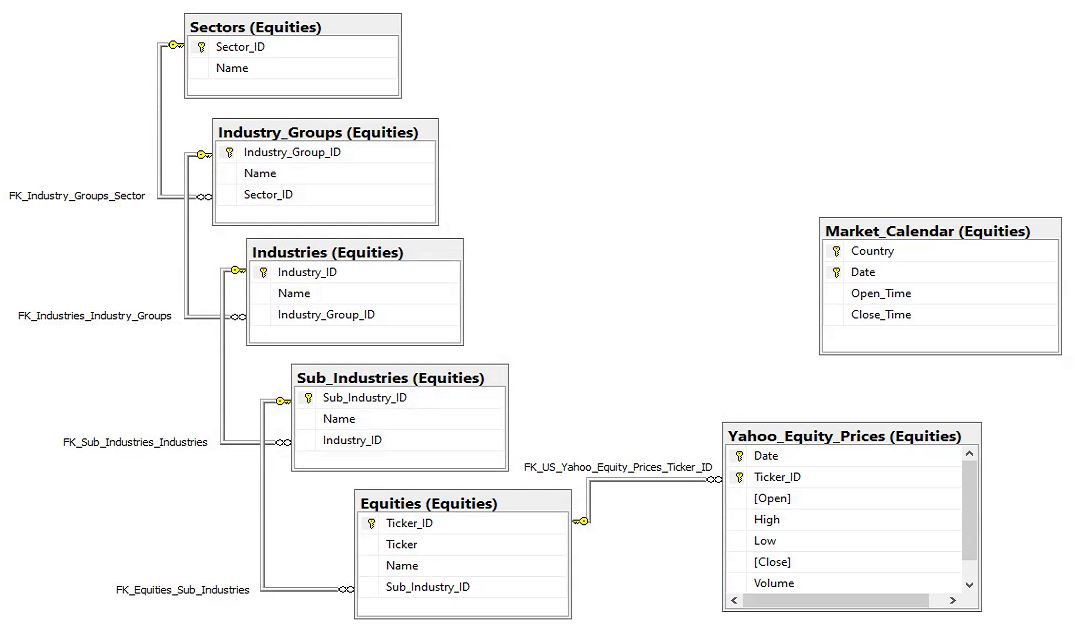 Sectors (Equities)
Sector_ID
Name
Industry_Groups (Equities)
Industry_Group_ID
Name
Sector_ID
FK_Industry_Groups_Sector
Industries (Equities)
Industry_ID
Name
Industry_Group_ID
FK_Industries_Industry_Groups
Market_Calendar (Equities)
Country
Date
Open_Time
Close_Time
Sub_Industries (Equities)
Sub_Industry_ID
Name
Industry_ID
FK_Sub_Industries_Industries
Yahoo_Equity_Prices (Equities)
Date
Ticker_ID
[Open]
High
Low
[Close]
Volume
FK_US_Yahoo_Equity_Prices_Ticker_ID
Equities (Equities)
Ticker_ID
Ticker
Name
Sub_Industry_ID
FK_Equities_Sub_Industries